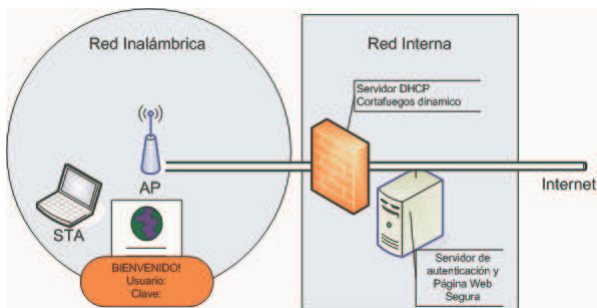 Red Inalámbrica
Red Interna
Servidor DHCP
Cortafuegos dinamico
AP
Internet
STA
BIENVENIDO!
Usuario:
Clave:
Servidor de
autenticación y
Página Web
Segura